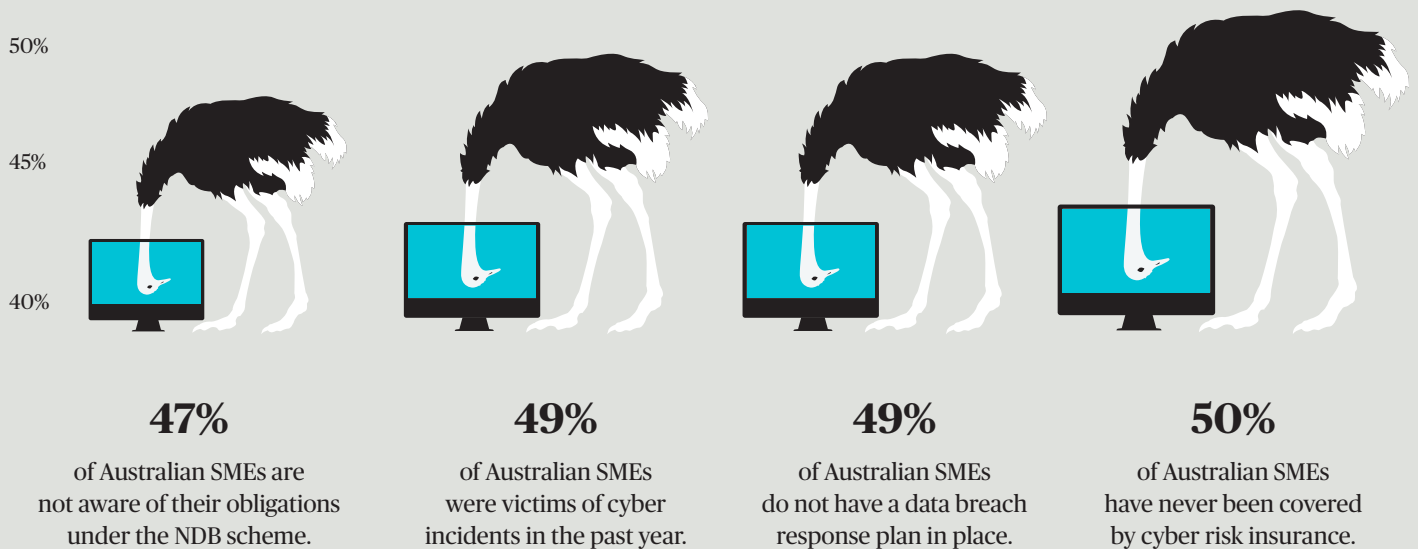 50%
45%
40%
47%
of Australian SMEs are
not aware of their obligations
under the NDB scheme.
49%
of Australian SMEs
were victims of cyber
incidents in the past year.
49%
of Australian SMEs
do not have a data breach
response plan in place.
50%
of Australian SMEs
have never been covered
by cyber risk insurance.